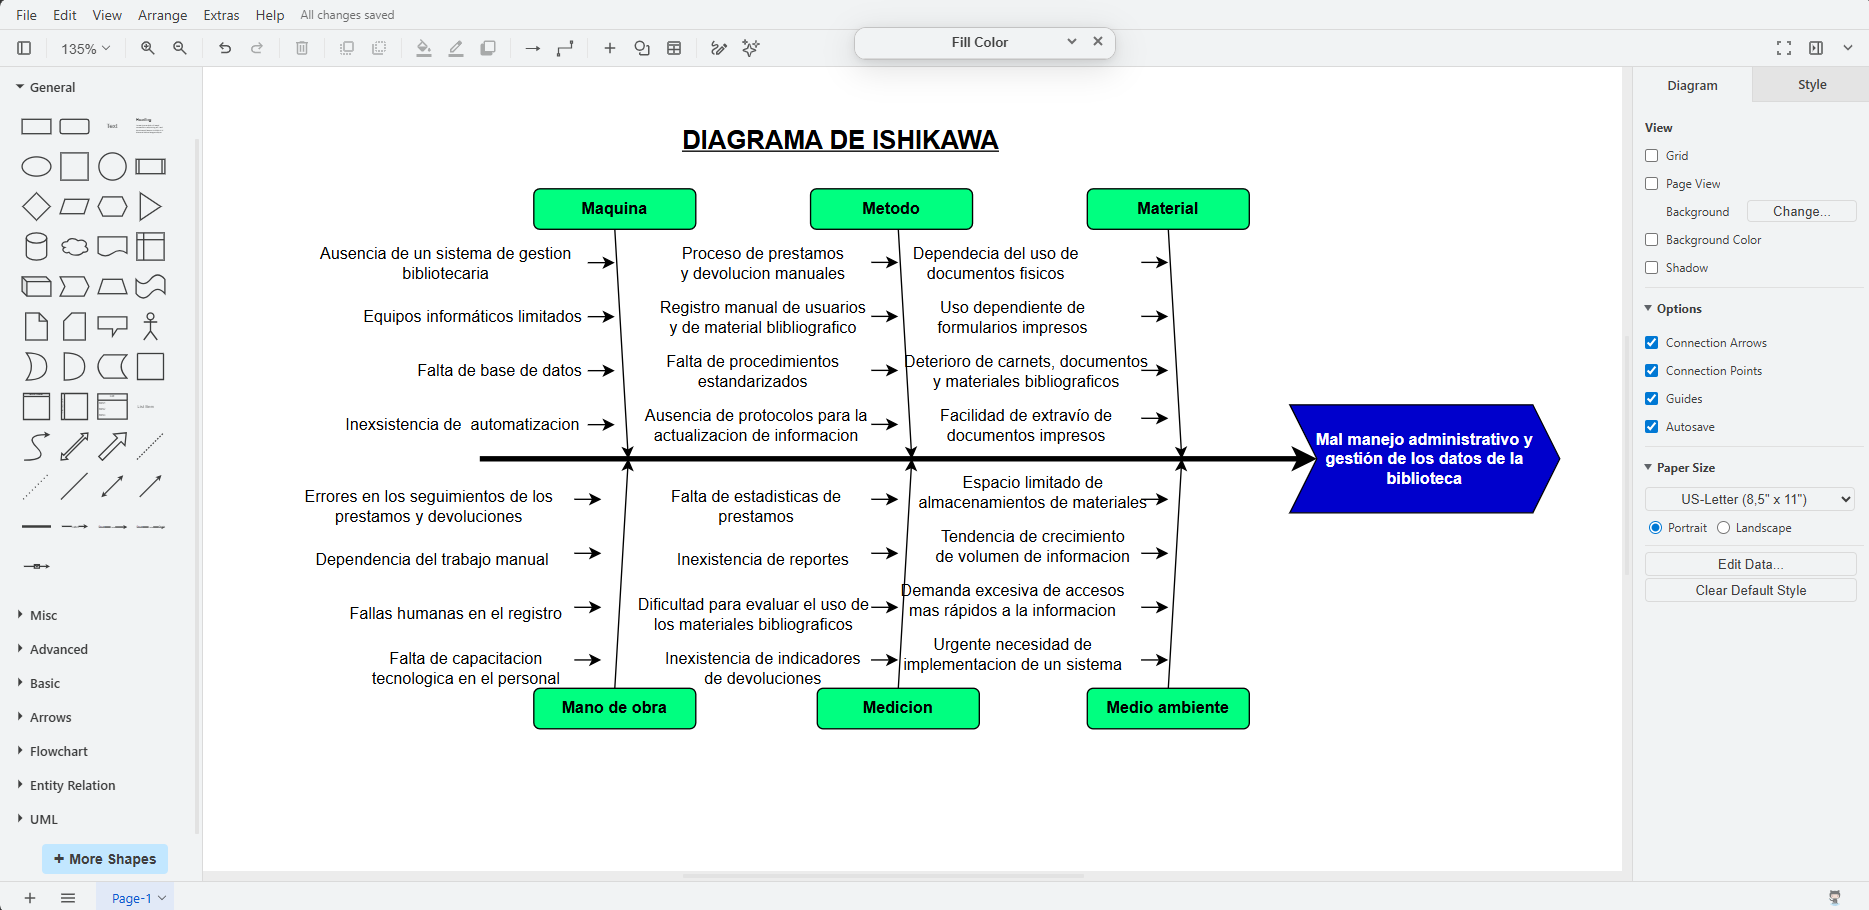 File Edit View Arrange Extras Help All changes saved
135%
Fill Color
General
Text
Heading
Misc
Advanced
Basic
Arrows
Flowchart
Entity Relation
UML
+ More Shapes
Page-1
DIAGRAMA DE ISHIKAWA
Maquina
Metodo
Material
Ausencia de un sistema de gestion
bibliotecaria
Equipos informáticos limitados
Falta de base de datos
Inexsistencia de  automatizacion
Proceso de prestamos
y devolucion manuales
Registro manual de usuarios
y de material blibliografico
Falta de procedimientos
estandarizados
Ausencia de protocolos para la
actualizacion de informacion
Dependecia del uso de
documentos fisicos
Uso dependiente de
formularios impresos
Deterioro de carnets, documentos
y materiales bibliograficos
Facilidad de extravío de
documentos impresos
Mal manejo administrativo y
gestión de los datos de la
biblioteca
Errores en los seguimientos de los
prestamos y devoluciones
Dependencia del trabajo manual
Fallas humanas en el registro
Falta de capacitacion
tecnologica en el personal
Falta de estadisticas de
prestamos
Inexistencia de reportes
Dificultad para evaluar el uso de
los materiales bibliograficos
Inexistencia de indicadores
de devoluciones
Espacio limitado de
almacenamientos de materiales
Tendencia de crecimiento
de volumen de informacion
Demanda excesiva de accesos
mas rápidos a la informacion
Urgente necesidad de
implementacion de un sistema
Mano de obra
Medicion
Medio ambiente
Diagram
Style
View
Grid
Page View
Background
Change...
Background Color
Shadow
Options
Connection Arrows
Connection Points
Guides
Autosave
Paper Size
US-Letter (8,5" x 11")
Portrait
Landscape
Edit Data...
Clear Default Style